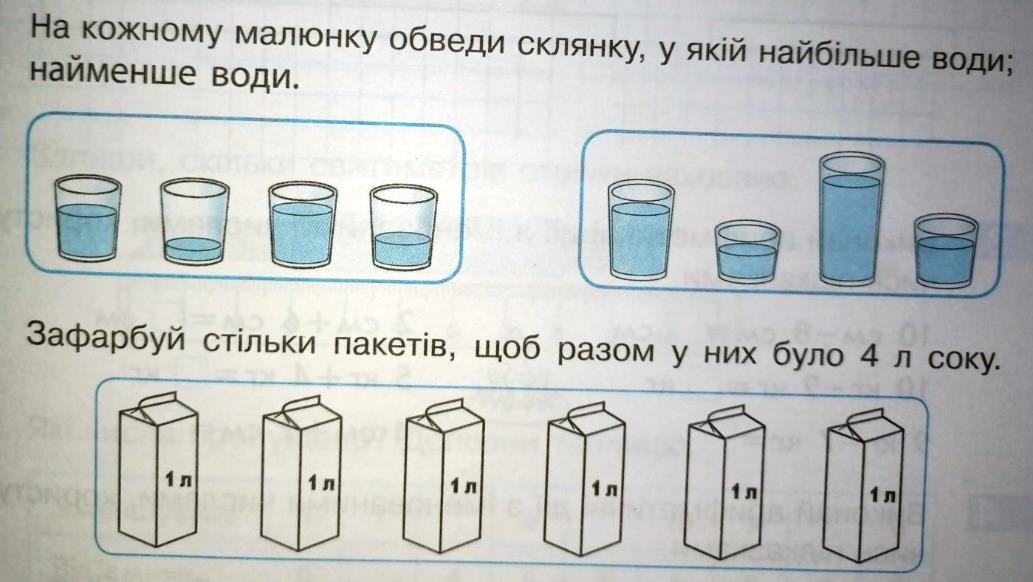 На кожному малюнку обведи склянку, у якій найбільше води;
найменше води.
Зафарбуй стільки пакетів, щоб разом у них було 4 л соку.
1 л 1 л 1 л 1 л 1 л 1 л